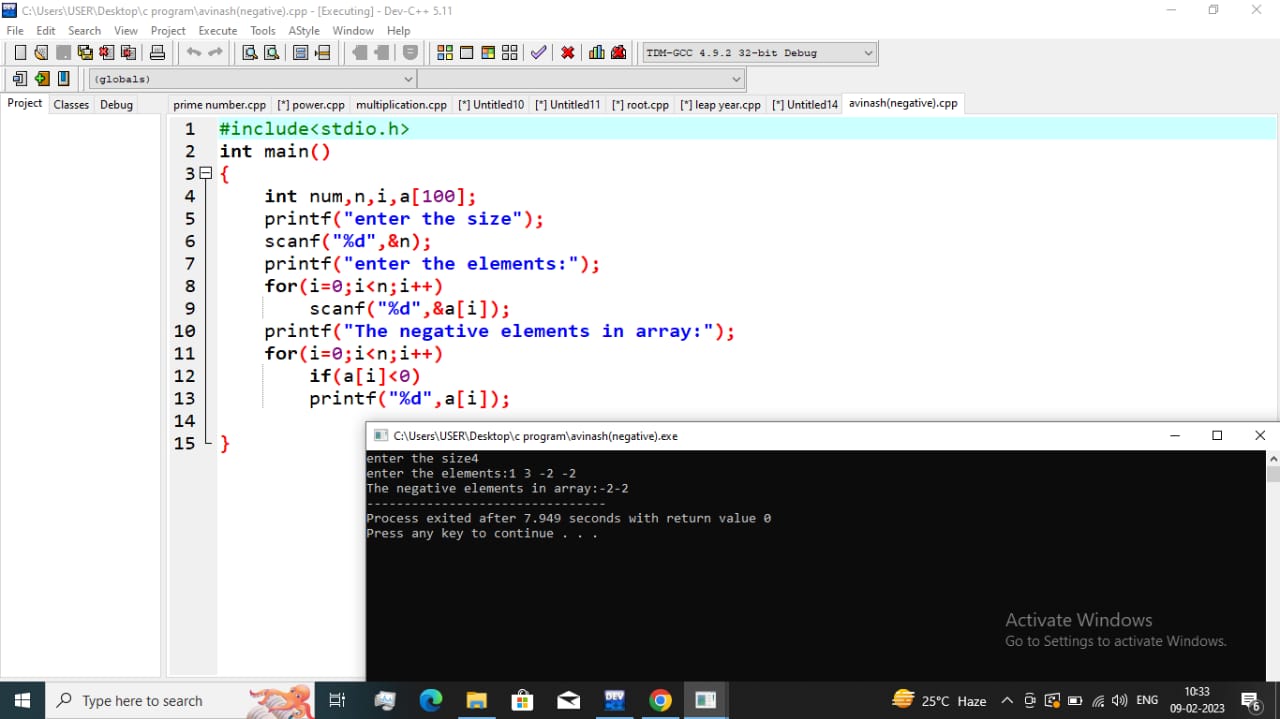 C:\Users\USER\Desktop\c program\avinash(negative).cpp - [Executing] - Dev-C++ 5.11
File Edit Search View Project Execute Tools AStyle Window Help
TDM-GCC 4.9.2 32-bit Debug
(globals)
Project Classes Debug
prime number.cpp [*] power.cpp multiplication.cpp [*] Untitled10 [*] Untitled11 [*] root.cpp [*] leap year.cpp [*] Untitled14 avinash(negative).cpp
1 #include<stdio.h>
2 int main()
3 {
4 int num,n,i,a[100];
5 printf("enter the size");
6 scanf("%d",&n);
7 printf("enter the elements:");
8 for(i=0;i<n;i++)
9 scanf("%d",&a[i]);
10 printf("The negative elements in array:");
11 for(i=0;i<n;i++)
12 if(a[i]<0)
13 printf("%d",a[i]);
14
15 }
C:\Users\USER\Desktop\c program\avinash(negative).exe
enter the size4
enter the elements:1 3 -2 -2
The negative elements in array:-2-2
--------------------------------
Process exited after 7.949 seconds with return value 0
Press any key to continue . . .
Activate Windows
Go to Settings to activate Windows.
Type here to search
DEV
25°C Haze
ENG
10:33
09-02-2023
6